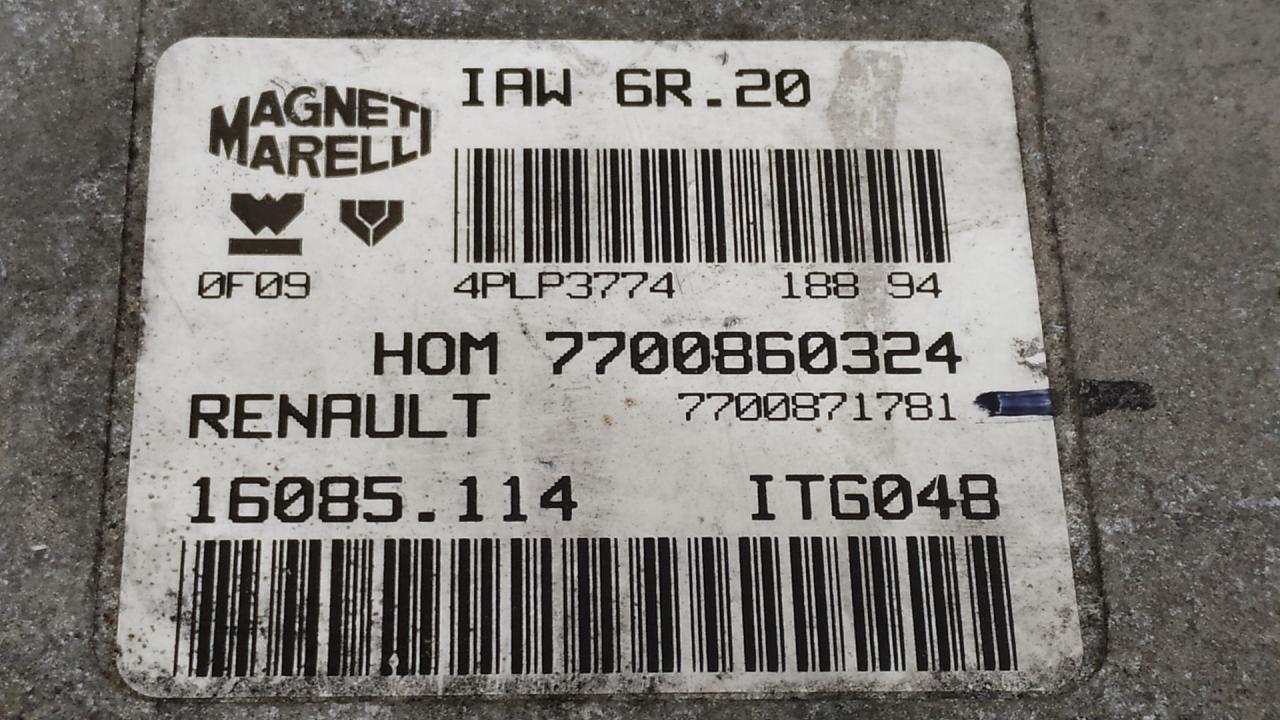 IAW 6R.20
MAGNETI
MARELLI
0F09
4PLP3774 188 94
HOM 7700860324
RENAULT 7700871781
16085.114 ITG048